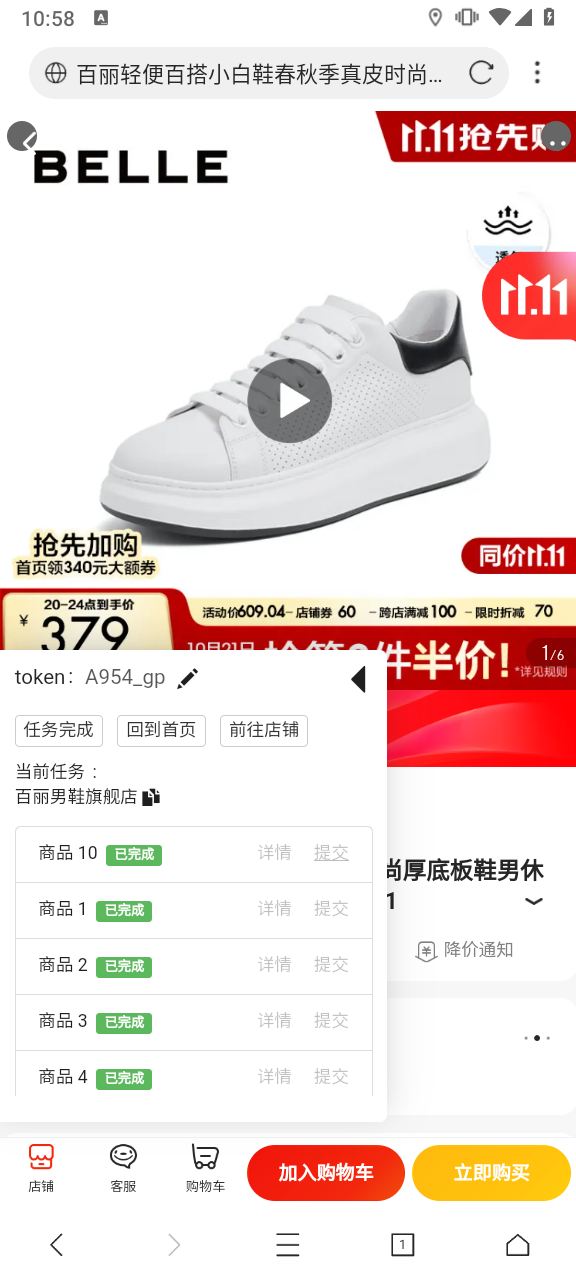 10:58
百丽轻便百搭小白鞋春秋季真皮时尚...
BELLE
11.11抢先购
11.11
抢先加购
首页领340元大额券
同价11.11
20-24点到手价
¥379
活动价609.04-店铺券 60 -跨店满减100 -限时折减 70
半价!
*详见规则
1/6
token: A954_gp
任务完成 回到首页 前往店铺
当前任务：
百丽男鞋旗舰店
商品 10 已完成 详情 提交
商品 1 已完成 详情 提交
商品 2 已完成 详情 提交
商品 3 已完成 详情 提交
商品 4 已完成 详情 提交
尚厚底板鞋男休
1
降价通知
店铺 客服 购物车 加入购物车 立即购买
1